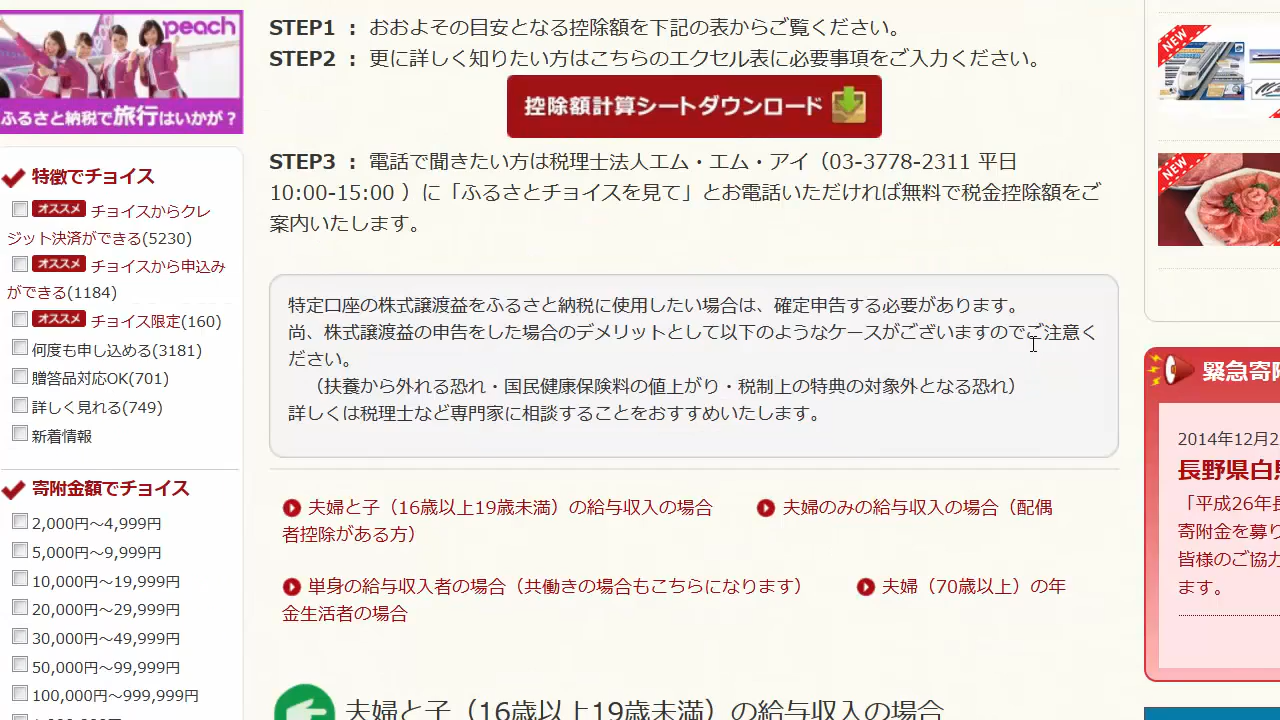 peach
ふるさと納税で旅行はいかが？
特徴でチョイス
オススメ チョイスからクレ
ジット決済ができる(5230)
オススメ チョイスから申込み
ができる(1184)
オススメ チョイス限定(160)
何度も申し込める(3181)
贈答品対応OK(701)
詳しく見れる(749)
新着情報
寄附金額でチョイス
2,000円～4,999円
5,000円～9,999円
10,000円～19,999円
20,000円～29,999円
30,000円～49,999円
50,000円～99,999円
100,000円～999,999円
STEP1 ： おおよその目安となる控除額を下記の表からご覧ください。
STEP2 ： 更に詳しく知りたい方はこちらのエクセル表に必要事項をご入力ください。
控除額計算シートダウンロード
STEP3 ： 電話で聞きたい方は税理士法人エム・エム・アイ（03-3778-2311 平日
10:00-15:00 ）に「ふるさとチョイスを見て」とお電話いただければ無料で税金控除額をご
案内いたします。
特定口座の株式譲渡益をふるさと納税に使用したい場合は、確定申告する必要があります。
尚、株式譲渡益の申告をした場合のデメリットとして以下のようなケースがございますのでご注意く
ださい。
（扶養から外れる恐れ・国民健康保険料の値上がり・税制上の特典の対象外となる恐れ）
詳しくは税理士など専門家に相談することをおすすめいたします。
夫婦と子（16歳以上19歳未満）の給与収入の場合 夫婦のみの給与収入の場合（配偶
者控除がある方）
単身の給与収入者の場合（共働きの場合もこちらになります） 夫婦（70歳以上）の年
金生活者の場合
夫婦と子（16歳以上19歳未満）の給与収入の場合
NEW
NEW
緊急寄附
2014年12月2
長野県白馬
「平成26年長
寄附金を募り
皆様のご協力
ます。